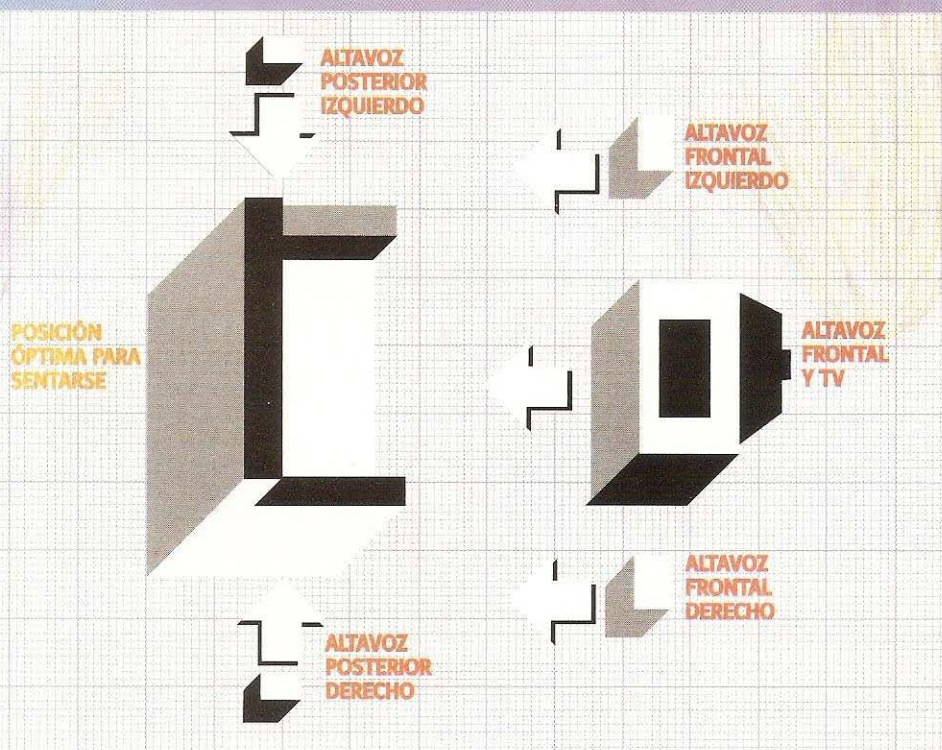 ALTAVOZ
POSTERIOR
IZQUIERDO
ALTAVOZ
FRONTAL
IZQUIERDO
POSICIÓN
ÓPTIMA PARA
SENTARSE
ALTAVOZ
FRONTAL
Y TV
ALTAVOZ
FRONTAL
DERECHO
ALTAVOZ
POSTERIOR
DERECHO